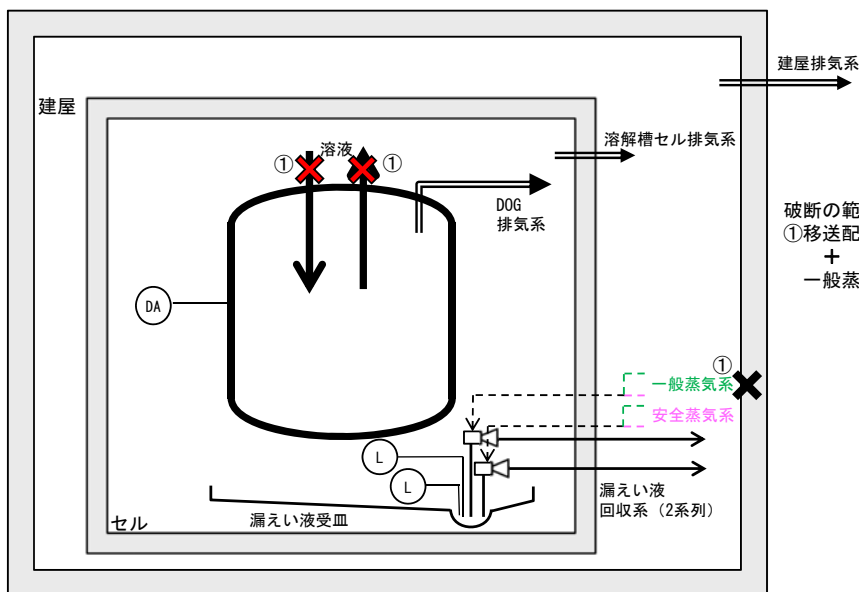 建屋排気系
建屋
溶解槽セル排気系
① 溶液 ①
DOG
排気系
破断の範
①移送配
+
一般蒸
DA
①
一般蒸気系
安全蒸気系
L
L
漏えい液
回収系（2系列）
漏えい液受皿
セル